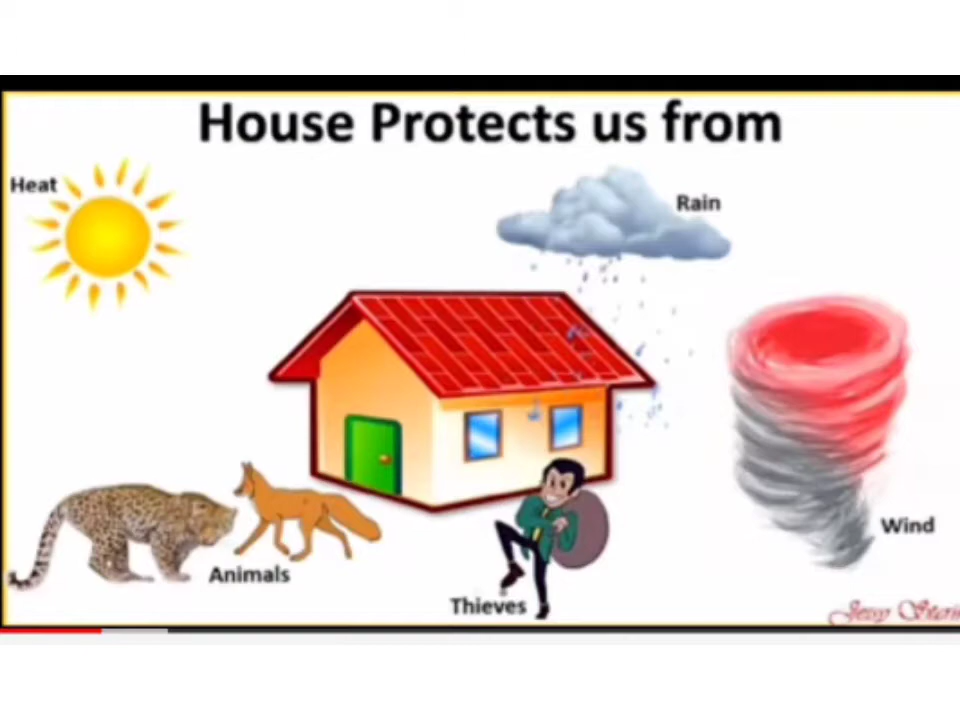 House Protects us from
Heat
Rain
Wind
Animals
Thieves